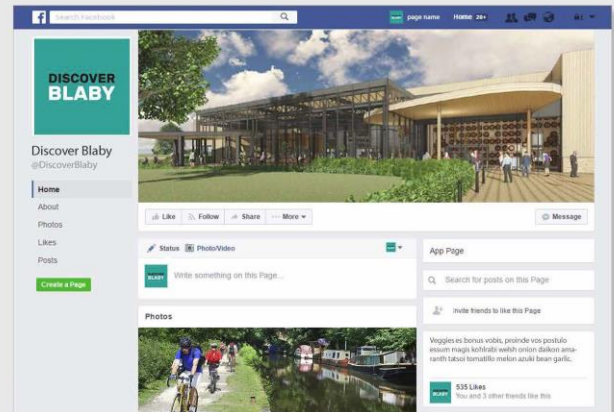 f
Search Facebook
page name
Home 20+
DISCOVER
BLABY
Discover Blaby
@DiscoverBlaby
Home
About
Photos
Likes
Posts
Create a Page
Like
Follow
Share
More
Message
Status
Photo/Video
DISCOVER
BLABY
Write something on this Page...
Photos
App Page
Search for posts on this Page
Invite friends to like this Page
Veggies es bonus vobis, proinde vos postulo
essum magis kohlrabi welsh onion daikon ama-
ranth tatsoi tomatillo melon azuki bean garlic.
535 Likes
You and 3 other friends like this